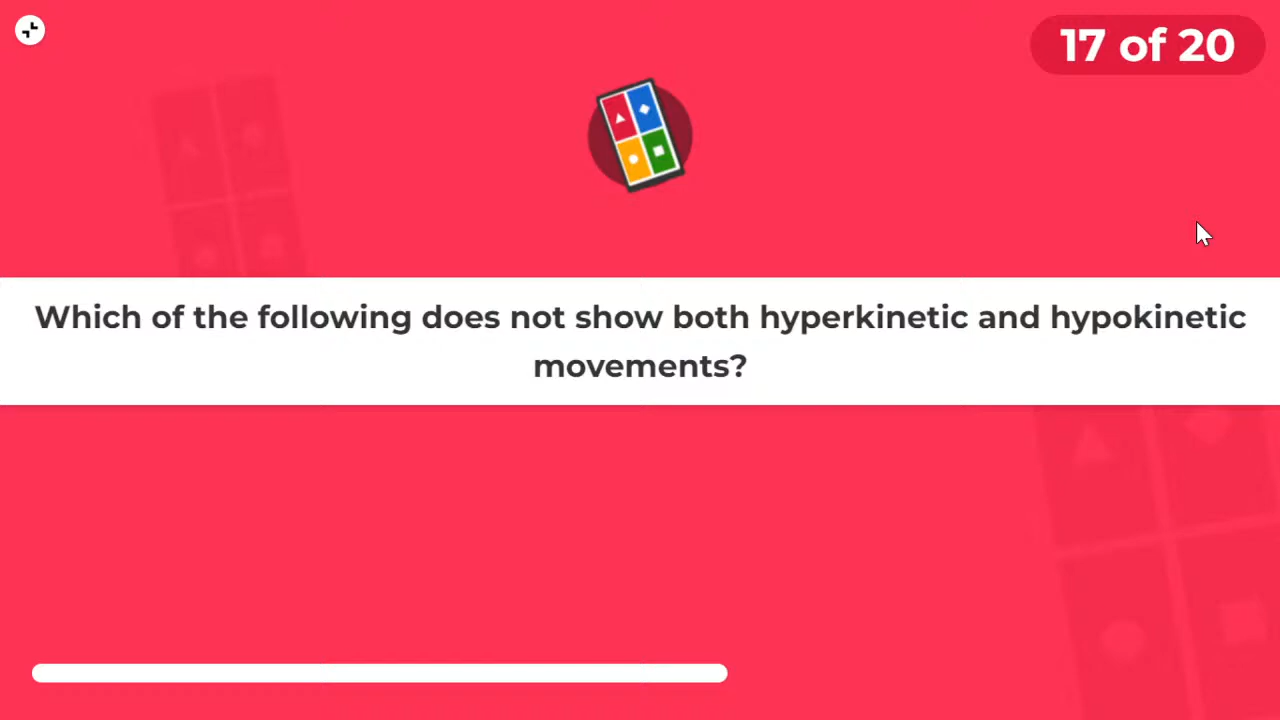 17 of 20
Which of the following does not show both hyperkinetic and hypokinetic
movements?